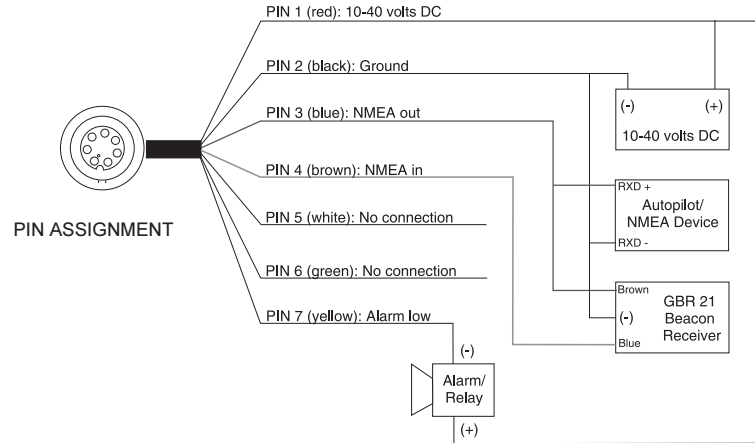 PIN 1 (red): 10-40 volts DC
PIN 2 (black): Ground
(-)
(+)
10-40 volts DC
PIN 3 (blue): NMEA out
PIN 4 (brown): NMEA in
RXD +
Autopilot/
NMEA Device
RXD -
PIN ASSIGNMENT
PIN 5 (white): No connection
PIN 6 (green): No connection
Brown
GBR 21
Beacon
Receiver
(-)
Blue
PIN 7 (yellow): Alarm low
(-)
Alarm/
Relay
(+)